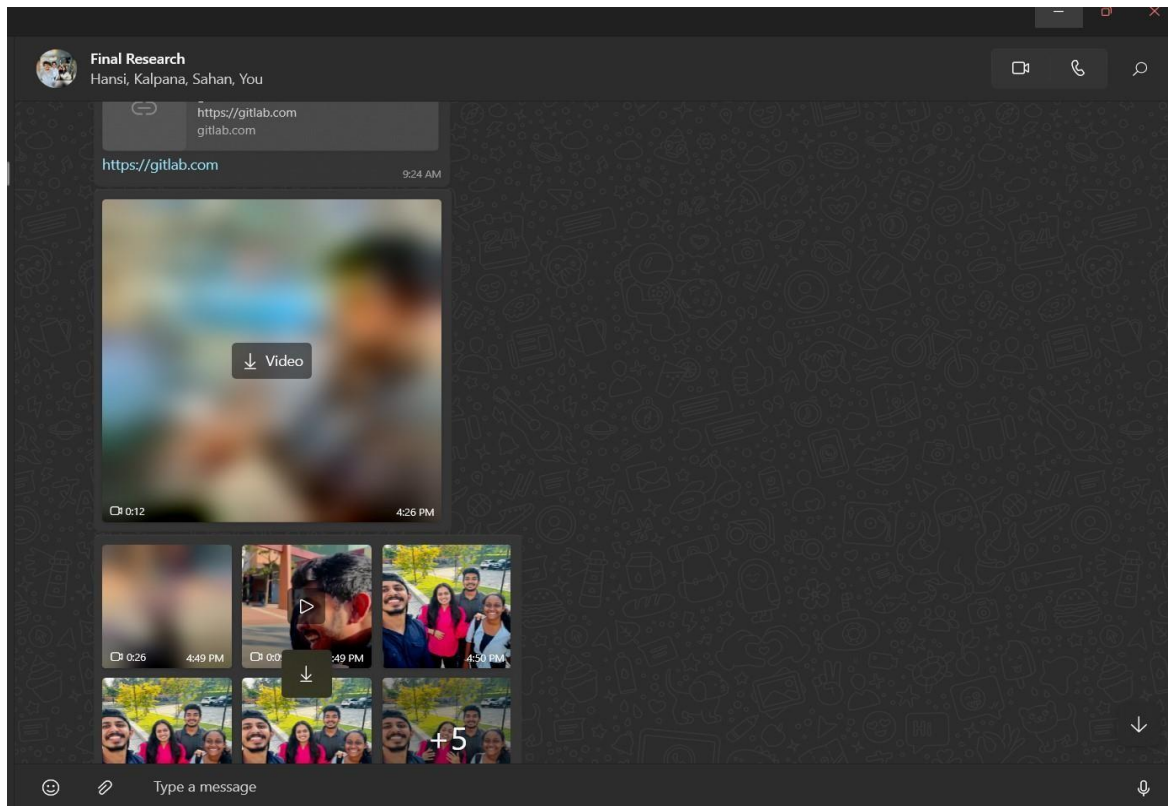 Final Research
Hansi, Kalpana, Sahan, You
https://gitlab.com
gitlab.com
https://gitlab.com
9:24 AM
Video
0:12
4:26 PM
0:26
4:49 PM
4:50 PM
+5
Type a message